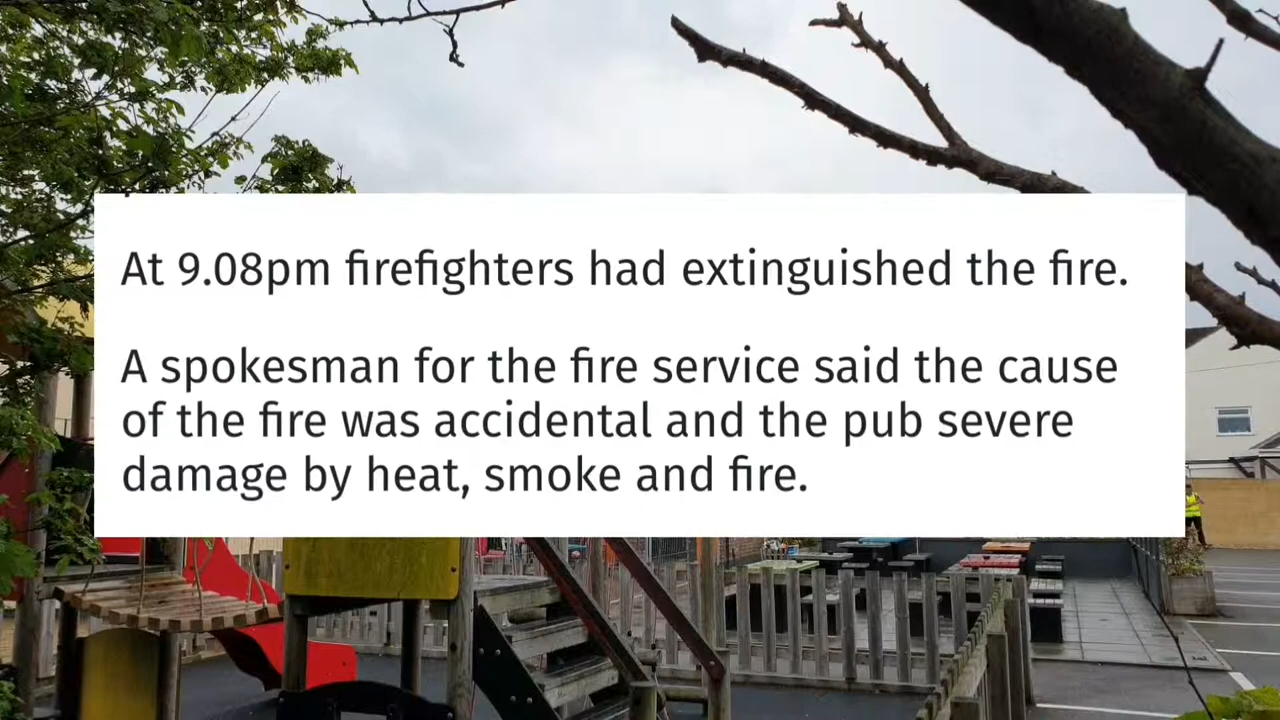 At 9.08pm firefighters had extinguished the fire.
A spokesman for the fire service said the cause
of the fire was accidental and the pub severe
damage by heat, smoke and fire.